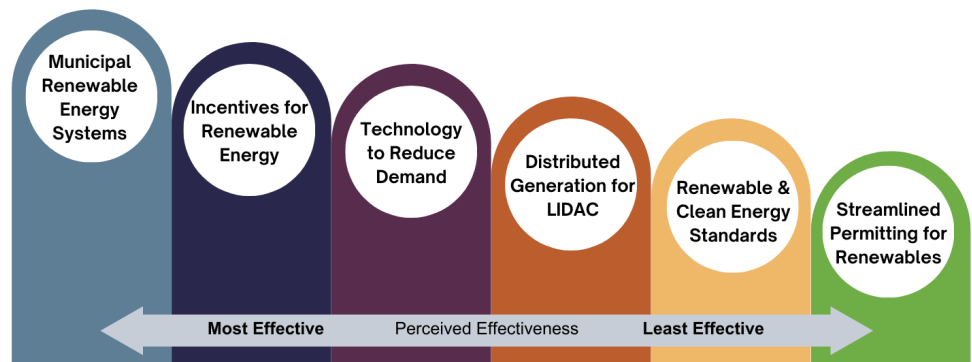 Municipal
Renewable
Energy
Systems
Incentives for
Renewable
Energy
Technology
to Reduce
Demand
Distributed
Generation for
LIDAC
Renewable &
Clean Energy
Standards
Streamlined
Permitting for
Renewables
Most Effective Perceived Effectiveness Least Effective